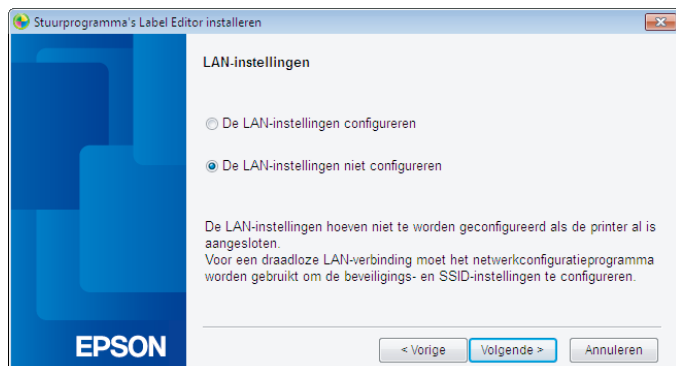 Stuurprogramma's Label Editor installeren
LAN-instellingen
De LAN-instellingen configureren
De LAN-instellingen niet configureren
De LAN-instellingen hoeven niet te worden geconfigureerd als de printer al is
aangesloten.
Voor een draadloze LAN-verbinding moet het netwerkconfiguratieprogramma
worden gebruikt om de beveiligings- en SSID-instellingen te configureren.
EPSON
< Vorige
Volgende >
Annuleren